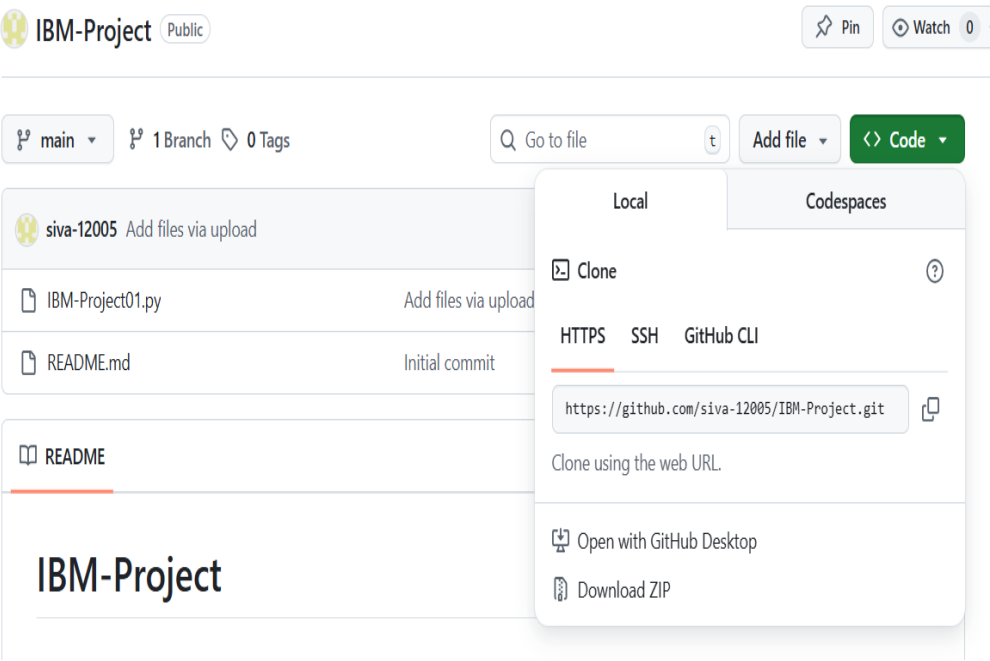 IBM-Project Public Pin Watch 0
main 1 Branch 0 Tags Go to file t Add file <> Code
siva-12005 Add files via upload
IBM-Project01.py Add files via upload
README.md Initial commit
README
IBM-Project
Local Codespaces
Clone
HTTPS SSH GitHub CLI
https://github.com/siva-12005/IBM-Project.git
Clone using the web URL.
Open with GitHub Desktop
Download ZIP